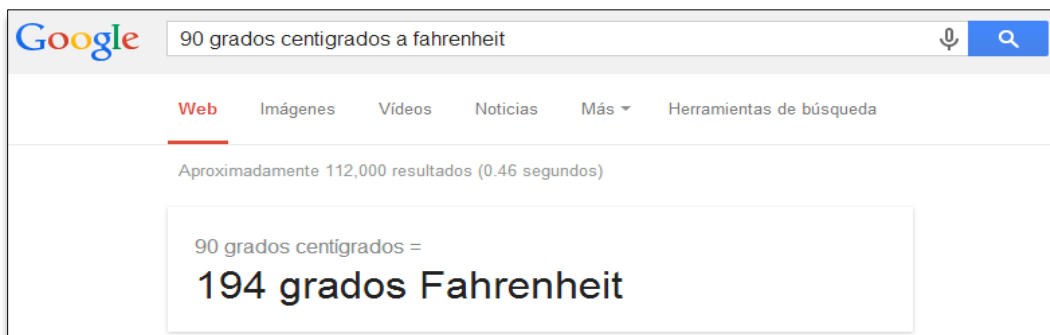 Google 90 grados centigrados a fahrenheit
Web Imágenes Vídeos Noticias Más Herramientas de búsqueda
Aproximadamente 112,000 resultados (0.46 segundos)
90 grados centígrados =
194 grados Fahrenheit